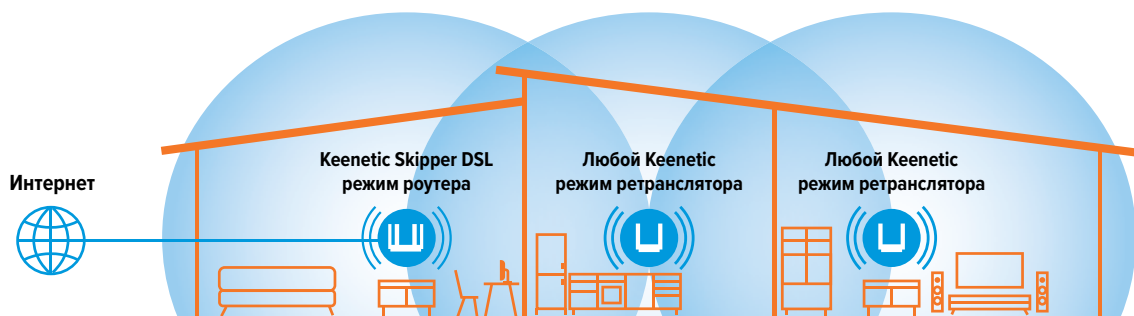 Интернет
Keenetic Skipper DSL
режим роутера
Любой Keenetic
режим ретранслятора
Любой Keenetic
режим ретранслятора